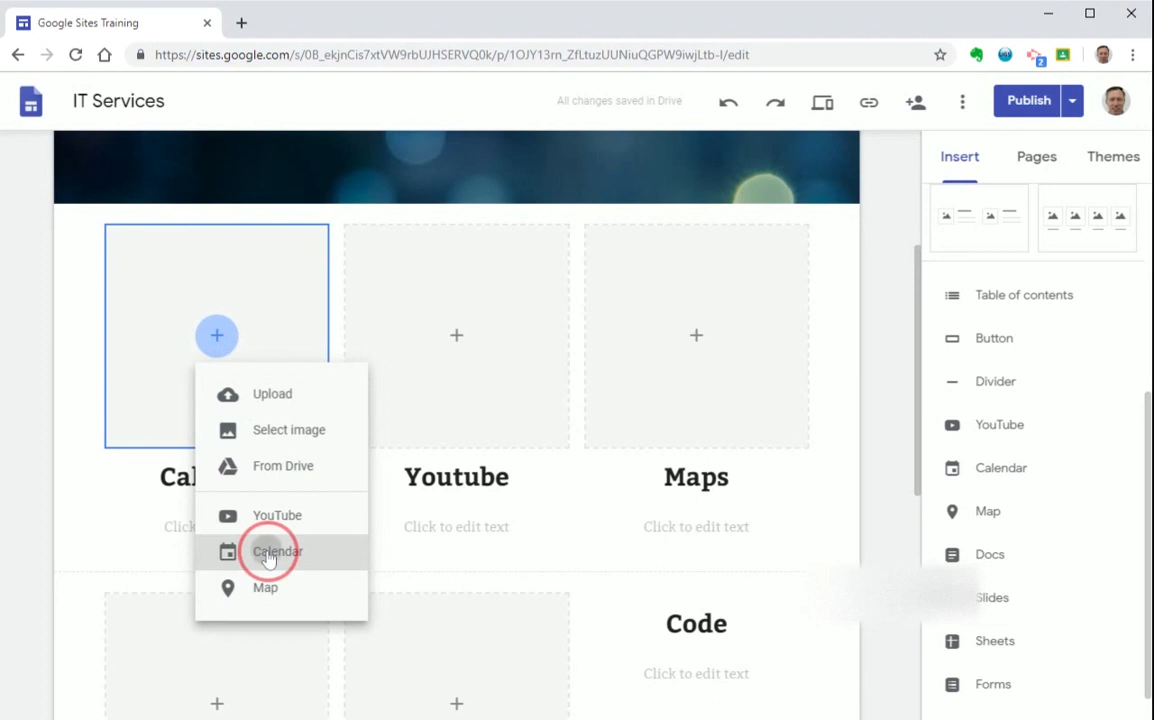 Google Sites Training
https://sites.google.com/s/0B_ekjnCis7xtVW9rbUJHSERVQ0k/p/1OJY13rn_ZfLtuzUUNiuQGPW9iwjLtb-I/edit
2
IT Services
All changes saved in Drive
Publish
Insert
Pages
Themes
Table of contents
Button
Divider
YouTube
Calendar
Map
Docs
Slides
Sheets
Forms
Upload
Select image
From Drive
YouTube
Calendar
Map
Cal
Youtube
Maps
Click
Click to edit text
Click to edit text
Code
Click to edit text